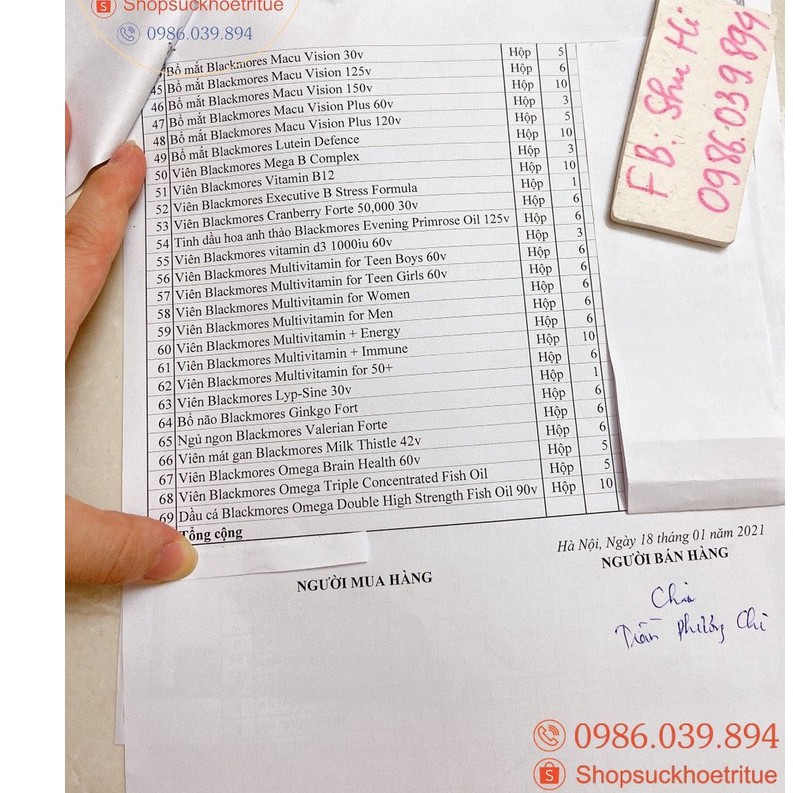 Shopsuckhoetritue
0986.039.894
Bổ mắt Blackmores Macu Vision 30v Hộp 5
45 Bổ mắt Blackmores Macu Vision 125v Hộp 6
46 Bổ mắt Blackmores Macu Vision 150v Hộp 10
47 Bổ mắt Blackmores Macu Vision Plus 60v Hộp 3
48 Bổ mắt Blackmores Macu Vision Plus 120v Hộp 5
49 Bổ mắt Blackmores Lutein Defence Hộp 10
50 Viên Blackmores Mega B Complex Hộp 3
51 Viên Blackmores Vitamin B12 Hộp 10
52 Viên Blackmores Executive B Stress Formula Hộp 1
53 Viên Blackmores Cranberry Forte 50,000 30v Hộp 6
54 Tinh dầu hoa anh thảo Blackmores Evening Primrose Oil 125v Hộp 6
55 Viên Blackmores vitamin d3 1000iu 60v Hộp 3
56 Viên Blackmores Multivitamin for Teen Boys 60v Hộp 6
57 Viên Blackmores Multivitamin for Teen Girls 60v Hộp 6
58 Viên Blackmores Multivitamin for Women Hộp 6
59 Viên Blackmores Multivitamin for Men Hộp 6
60 Viên Blackmores Multivitamin + Energy Hộp 6
61 Viên Blackmores Multivitamin + Immune Hộp 10
62 Viên Blackmores Multivitamin for 50+ Hộp 6
63 Viên Blackmores Lyp-Sine 30v Hộp 1
64 Bổ não Blackmores Ginkgo Fort Hộp 6
65 Ngủ ngon Blackmores Valerian Forte Hộp 6
66 Viên mát gan Blackmores Milk Thistle 42v Hộp 6
67 Viên Blackmores Omega Brain Health 60v Hộp 5
68 Viên Blackmores Omega Triple Concentrated Fish Oil Hộp 5
69 Dầu cá Blackmores Omega Double High Strength Fish Oil 90v Hộp 10
Tổng cộng
Hà Nội, Ngày 18 tháng 01 năm 2021
NGƯỜI MUA HÀNG
NGƯỜI BÁN HÀNG
Chi
Trần Phương Chi
FB: Shu Hi
0986.039.894
0986.039.894
Shopsuckhoetritue